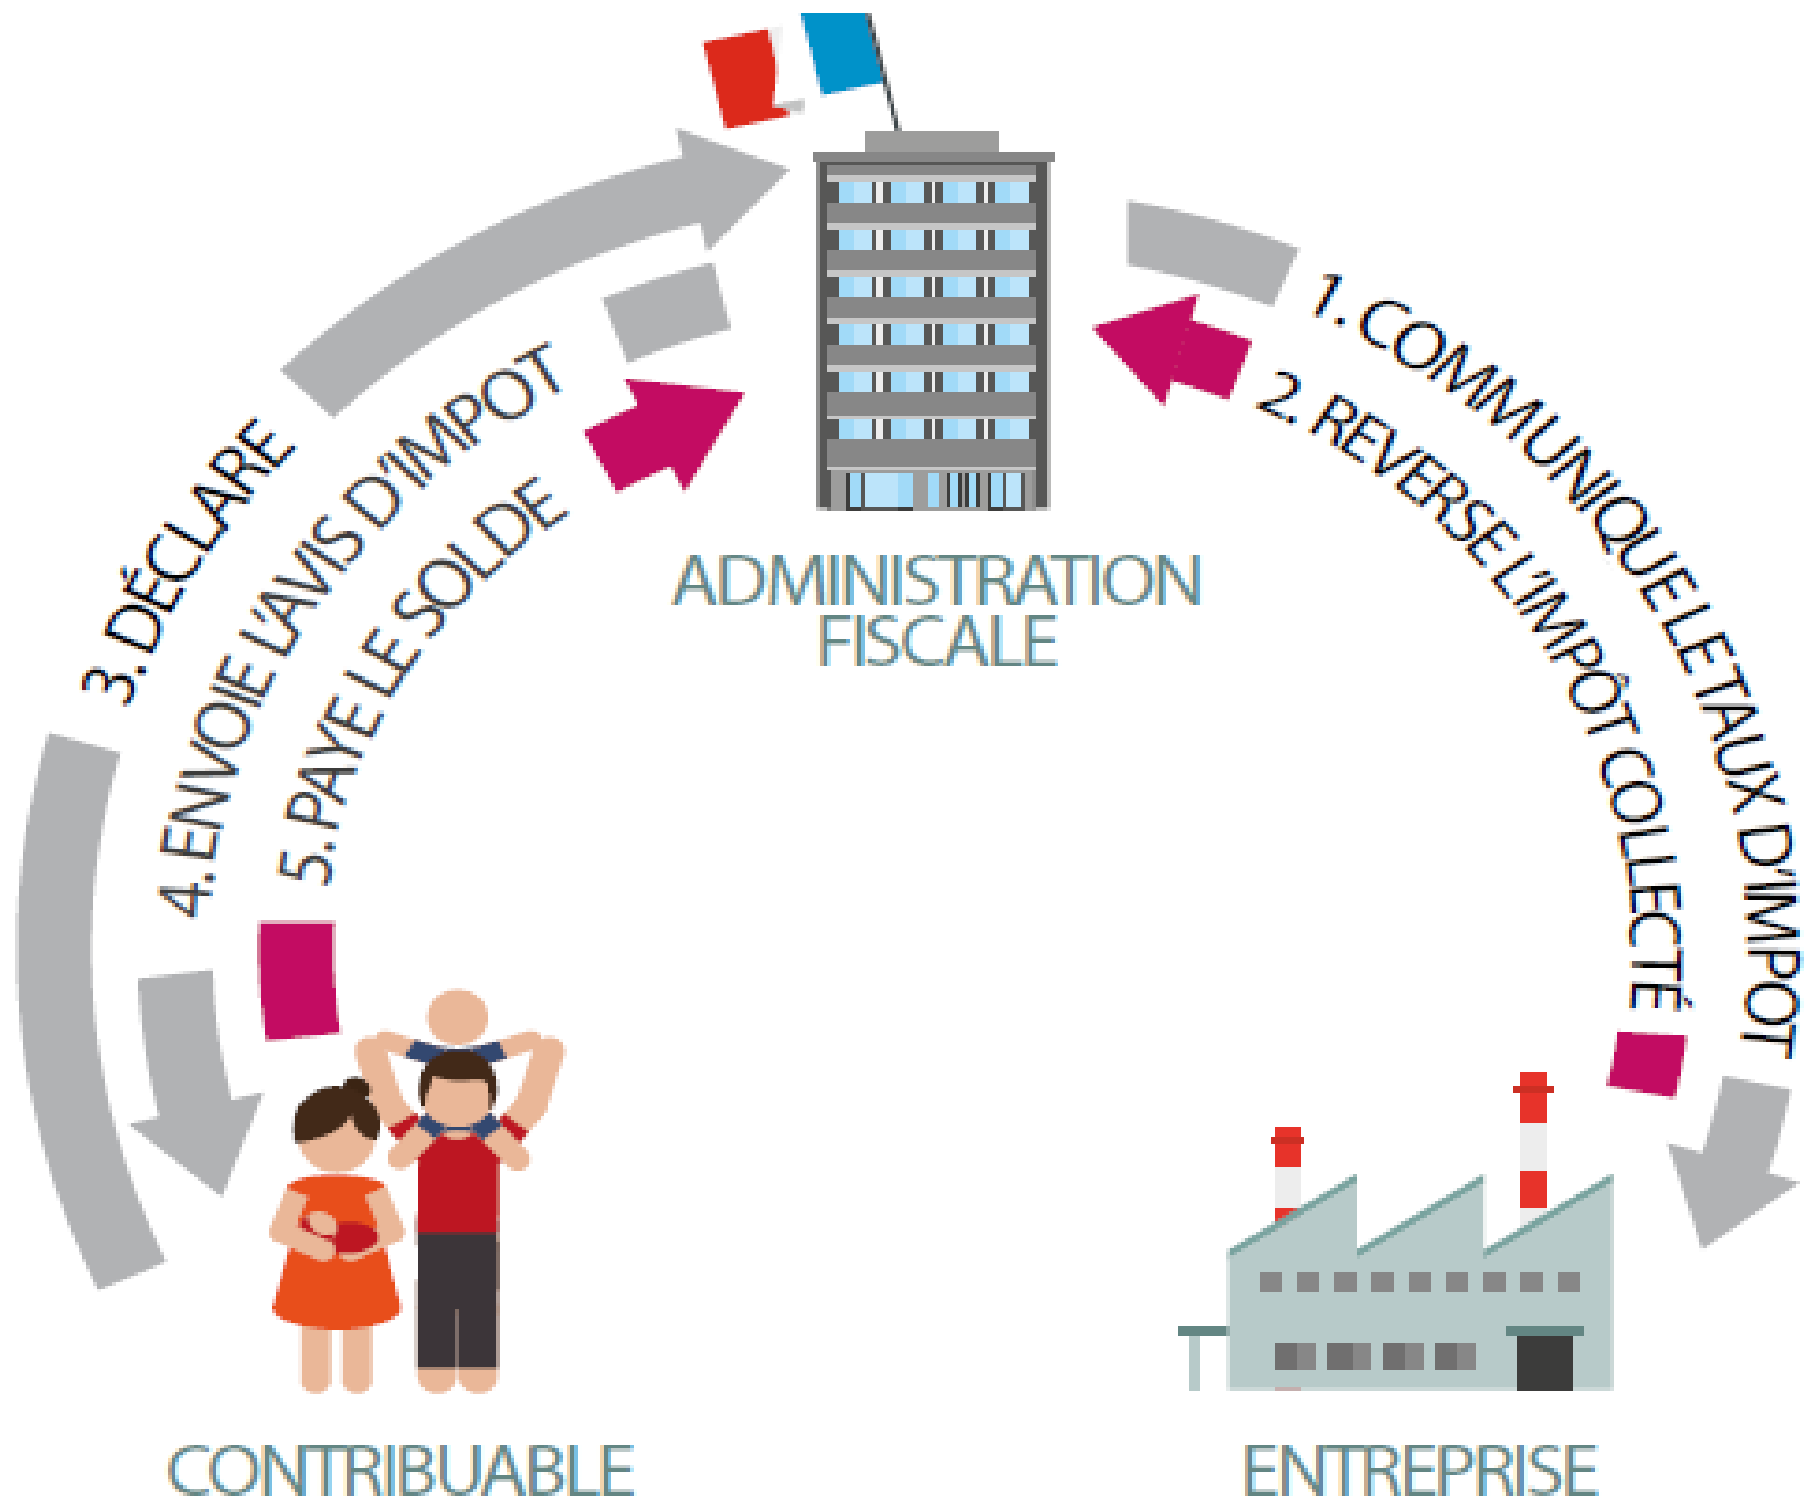 1. COMMUNIQUE LE TAUX D'IMPOT
2. REVERSE L'IMPÔT COLLECTÉ
3. DÉCLARE
4. ENVOIE L'AVIS D'IMPOT
5. PAYE LE SOLDE
ADMINISTRATION
FISCALE
CONTRIBUABLE
ENTREPRISE